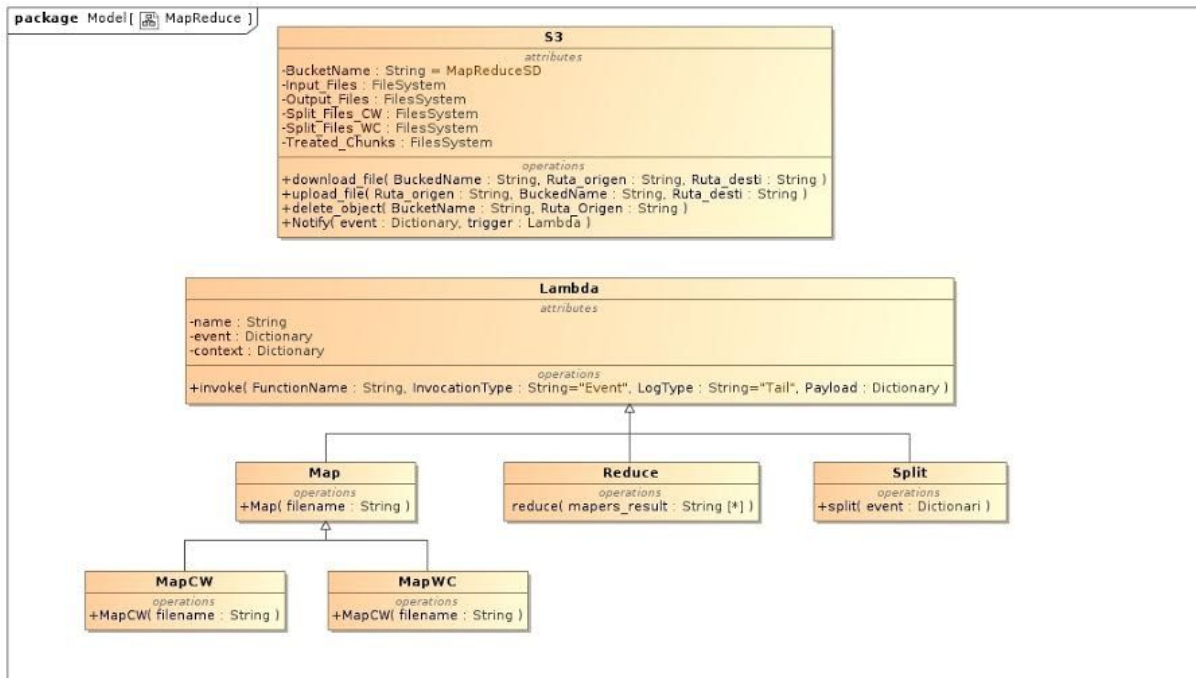 package Model[ MapReduce ]
S3
attributes
-BucketName : String = MapReduceSD
-Input_Files : FileSystem
-Output_Files : FilesSystem
-Split_Files_CW : FilesSystem
-Split_Files_WC : FilesSystem
-Treated_Chunks : FilesSystem
operations
+download_file( BuckedName : String, Ruta_origen : String, Ruta_desti : String )
+upload_file( Ruta_origen : String, BuckedName : String, Ruta_desti : String )
+delete_object( BucketName : String, Ruta_Origen : String )
+Notify( event : Dictionary, trigger : Lambda )
Lambda
attributes
-name : String
-event : Dictionary
-context : Dictionary
operations
+invoke( FunctionName : String, InvocationType : String="Event", LogType : String="Tail", Payload : Dictionary )
Map
operations
+Map( filename : String )
Reduce
operations
reduce( mapers_result : String [*] )
Split
operations
+split( event : Dictionari )
MapCW
operations
+MapCW( filename : String )
MapWC
operations
+MapCW( filename : String )